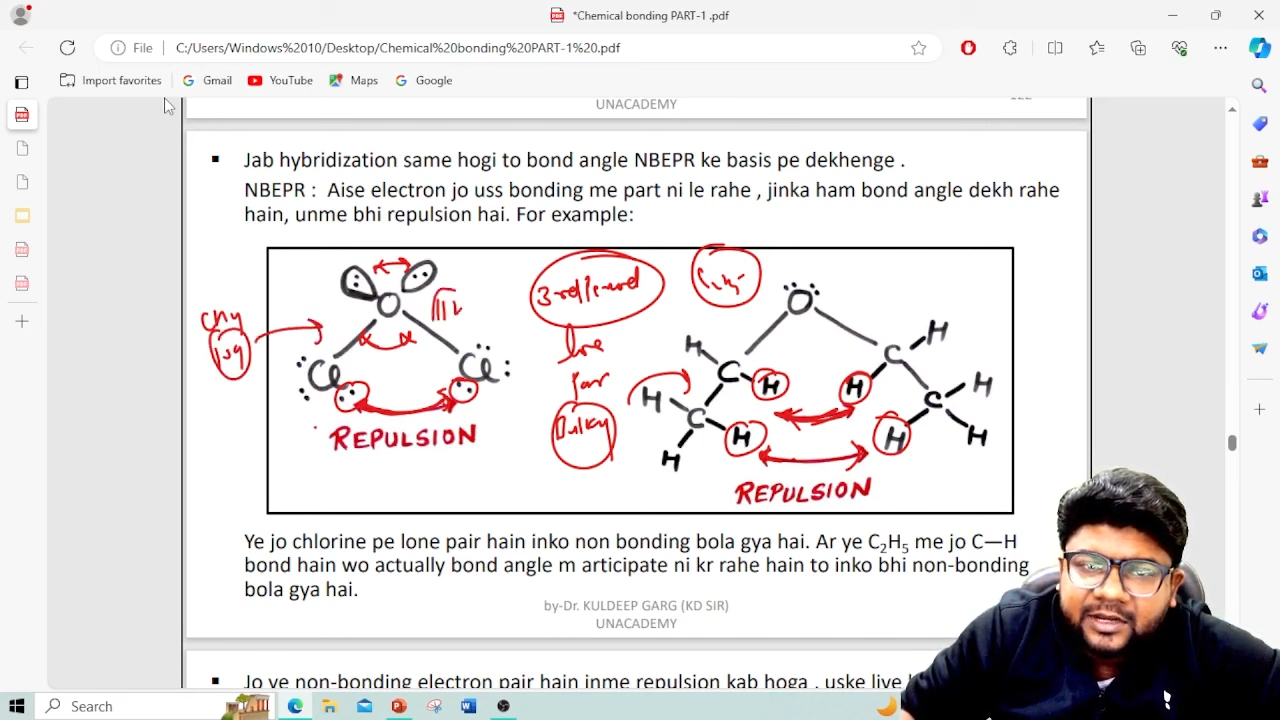 *Chemical bonding PART-1 .pdf
File
C:/Users/Windows%2010/Desktop/Chemical%20bonding%20PART-1%20.pdf
Import favorites
Gmail
YouTube
Maps
Google
UNACADEMY
▪ Jab hybridization same hogi to bond angle NBEPR ke basis pe dekhenge .
NBEPR : Aise electron jo uss bonding me part ni le rahe , jinka ham bond angle dekh rahe
hain, unme bhi repulsion hai. For example:
O
Cl Cl
REPULSION
lone
pair
Bulky
O
H C H H C H
H C H H C H
H H
REPULSION
Ye jo chlorine pe lone pair hain inko non bonding bola gya hai. Ar ye C₂H₅ me jo C—H
bond hain wo actually bond angle m articipate ni kr rahe hain to inko bhi non-bonding
bola gya hai.
by-Dr. KULDEEP GARG (KD SIR)
UNACADEMY
▪ Jo ye non-bonding electron pair hain inme repulsion kab hoga , uske live
Search